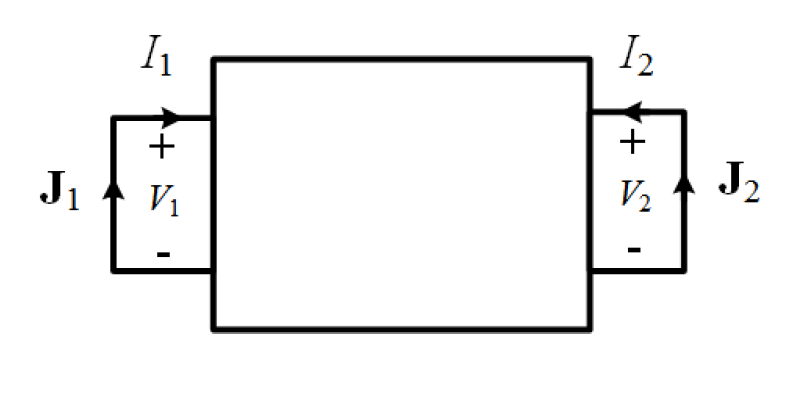 I₁ I₂
+ +
J₁ V₁ V₂ J₂
- -